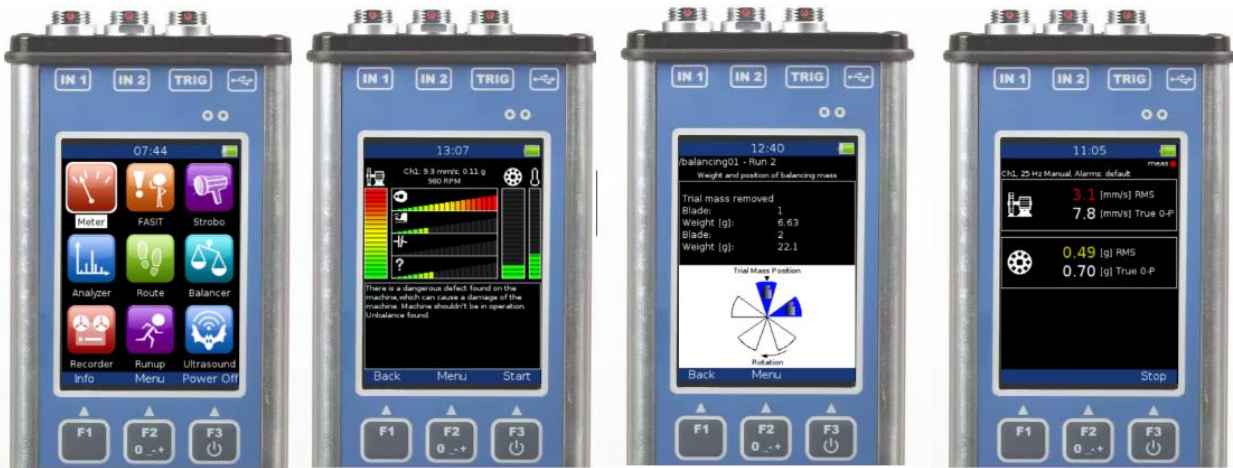 IN 1 IN 2 TRIG
07:44
Meter FASIT Strobo
Analyzer Route Balancer
Recorder Runup Ultrasound
Info Menu Power Off
F1 F2 F3
0 _-+
IN 1 IN 2 TRIG
13:07
Ch1: 9.3 mm/s; 0.11 g
980 RPM
?
There is a dangerous defect found on the
machine,which can cause a damage of the
machine. Machine shouldn't be in operation.
Unbalance found.
Back Menu Start
F1 F2 F3
0 _-+
IN 1 IN 2 TRIG
12:40
/balancing01 - Run 2
Weight and position of balancing mass
Trial mass removed
Blade: 1
Weight [g]: 6.63
Blade: 2
Weight [g]: 22.1
Trial Mass Position
Rotation
Back Menu
F1 F2 F3
0 _-+
IN 1 IN 2 TRIG
11:05
meas
Ch1, 25 Hz Manual, Alarms: default
3.1 [mm/s] RMS
7.8 [mm/s] True 0-P
0.49 [g] RMS
0.70 [g] True 0-P
Stop
F1 F2 F3
0 _-+